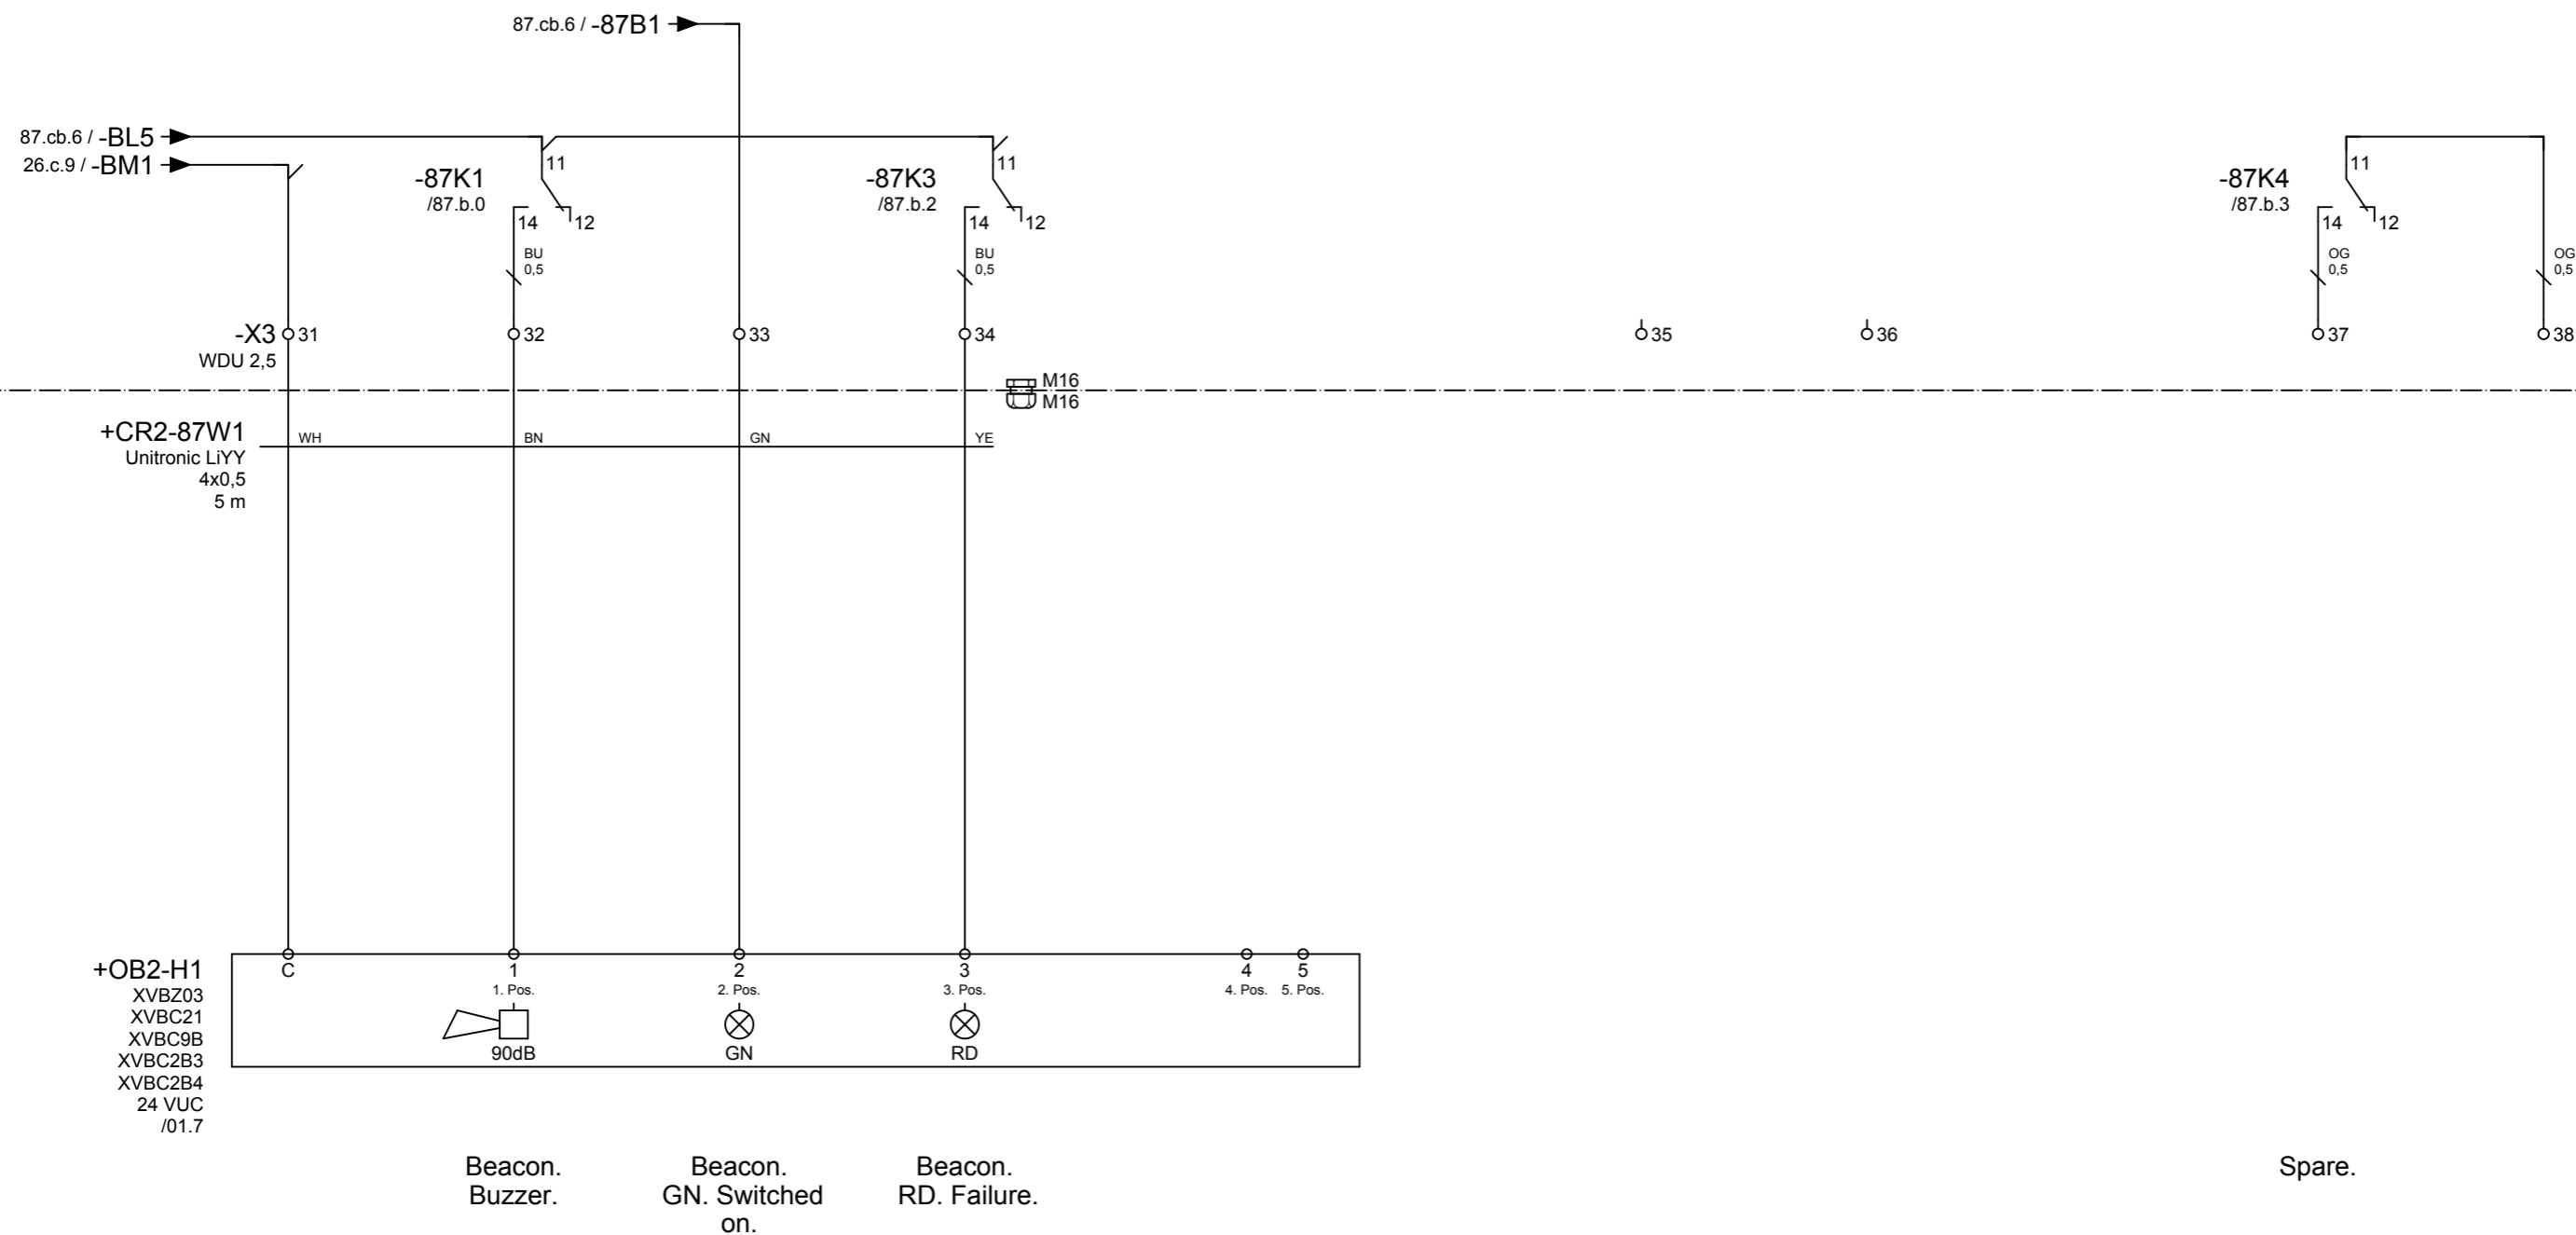 87.cb.6 / -87B1
87.cb.6 / -BL5
26.c.9 / -BM1
-87K1
/87.b.0
11
14
12
BU
0,5
-87K3
/87.b.2
11
14
12
BU
0,5
-87K4
/87.b.3
11
14
12
OG
0,5
OG
0,5
-X3
WDU 2,5
31
32
33
34
35
36
37
38
M16
M16
+CR2-87W1
Unitronic LiYY
4x0,5
5 m
WH
BN
GN
YE
+OB2-H1
XVBZ03
XVBC21
XVBC9B
XVBC2B3
XVBC2B4
24 VUC
/01.7
C
1
1. Pos.
90dB
2
2. Pos.
GN
3
3. Pos.
RD
4
4. Pos.
5
5. Pos.
Beacon.
Buzzer.
Beacon.
GN. Switched
on.
Beacon.
RD. Failure.
Spare.